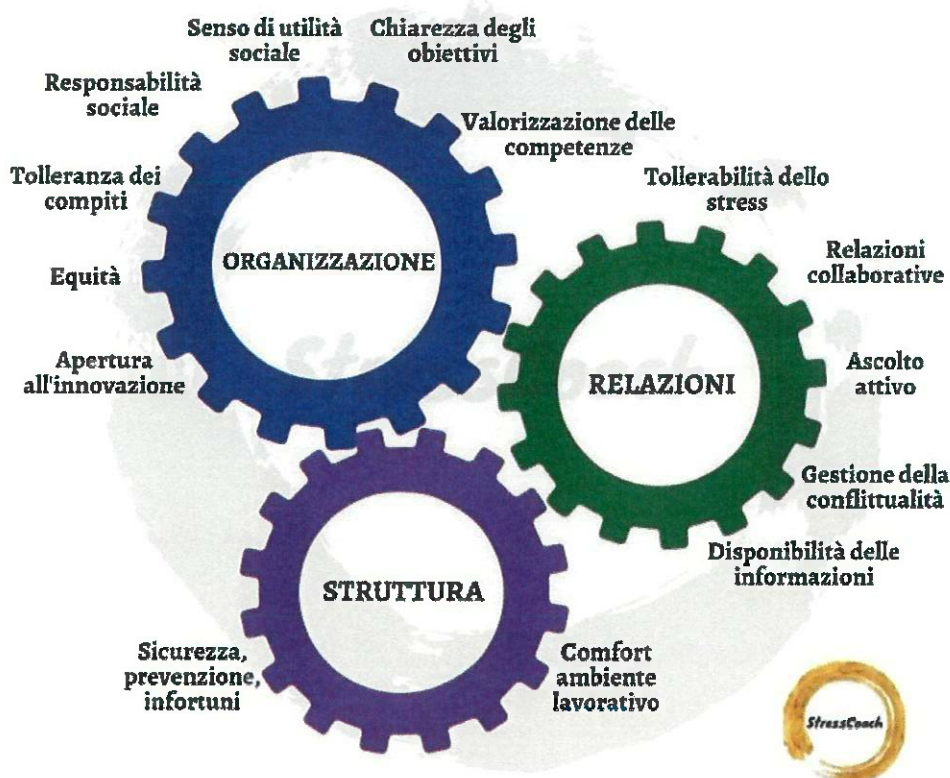 Senso di utilità
sociale
Chiarezza degli
obiettivi
Responsabilità
sociale
Valorizzazione delle
competenze
Tolleranza dei
compiti
Tollerabilità dello
stress
ORGANIZZAZIONE
Equità
Relazioni
collaborative
Apertura
all'innovazione
RELAZIONI
Ascolto
attivo
Gestione della
conflittualità
Disponibilità delle
informazioni
STRUTTURA
Sicurezza,
prevenzione,
infortuni
Comfort
ambiente
lavorativo
StressCoach
StressCoach